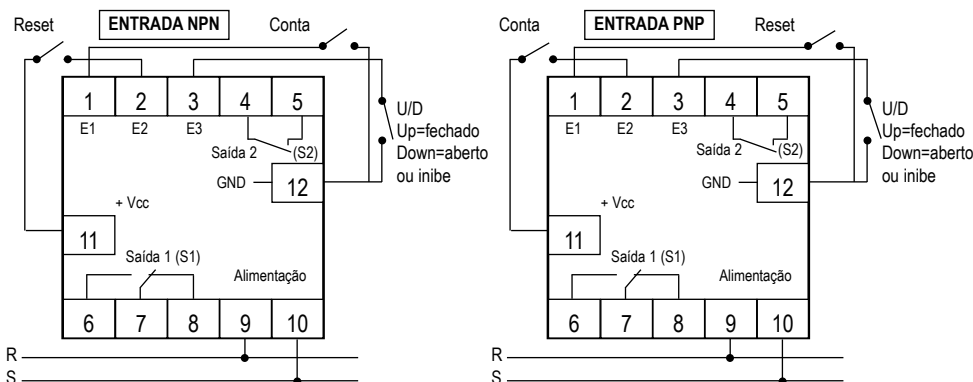 Reset ENTRADA NPN Conta
1 2 3 4 5
E1 E2 E3
Saída 2 (S2)
U/D
Up=fechado
Down=aberto
ou inibe
GND 12
+ Vcc
11
Saída 1 (S1)
Alimentação
6 7 8 9 10
R
S
Conta ENTRADA PNP Reset
1 2 3 4 5
E1 E2 E3
Saída 2 (S2)
U/D
Up=fechado
Down=aberto
ou inibe
GND 12
+ Vcc
11
Saída 1 (S1)
Alimentação
6 7 8 9 10
R
S